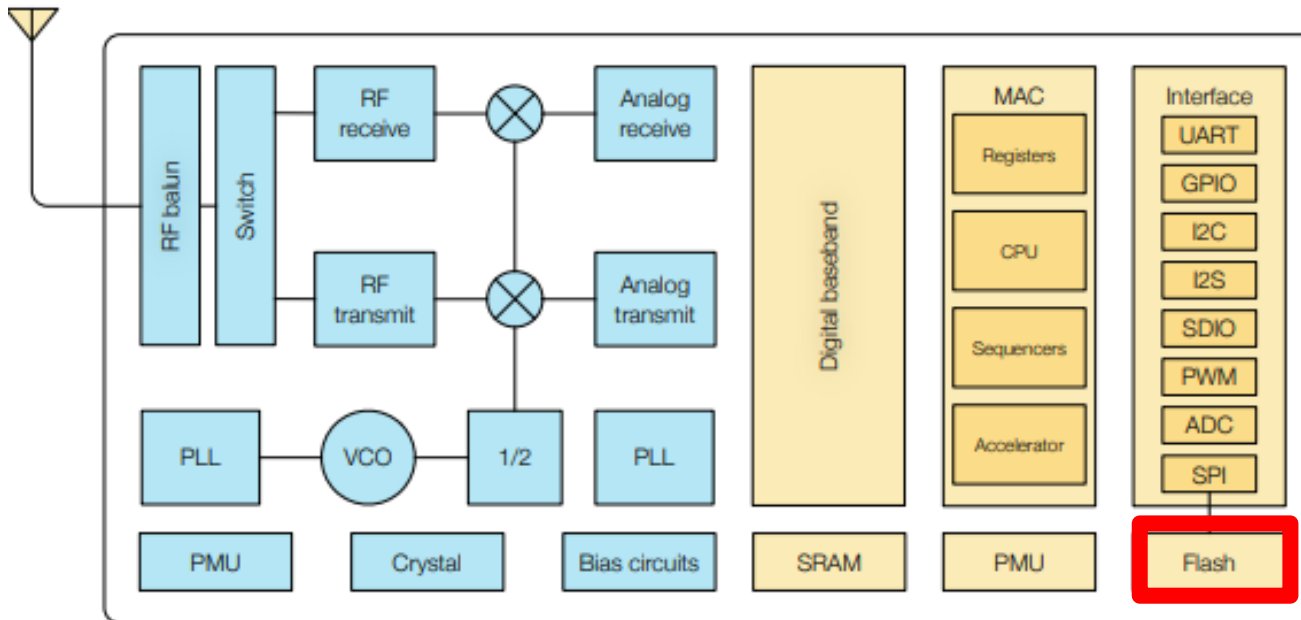 RF balun
Switch
RF
receive
Analog
receive
RF
transmit
Analog
transmit
PLL
VCO
1/2
PLL
PMU
Crystal
Bias circuits
Digital baseband
SRAM
MAC
Registers
CPU
Sequencers
Accelerator
PMU
Interface
UART
GPIO
I2C
I2S
SDIO
PWM
ADC
SPI
Flash